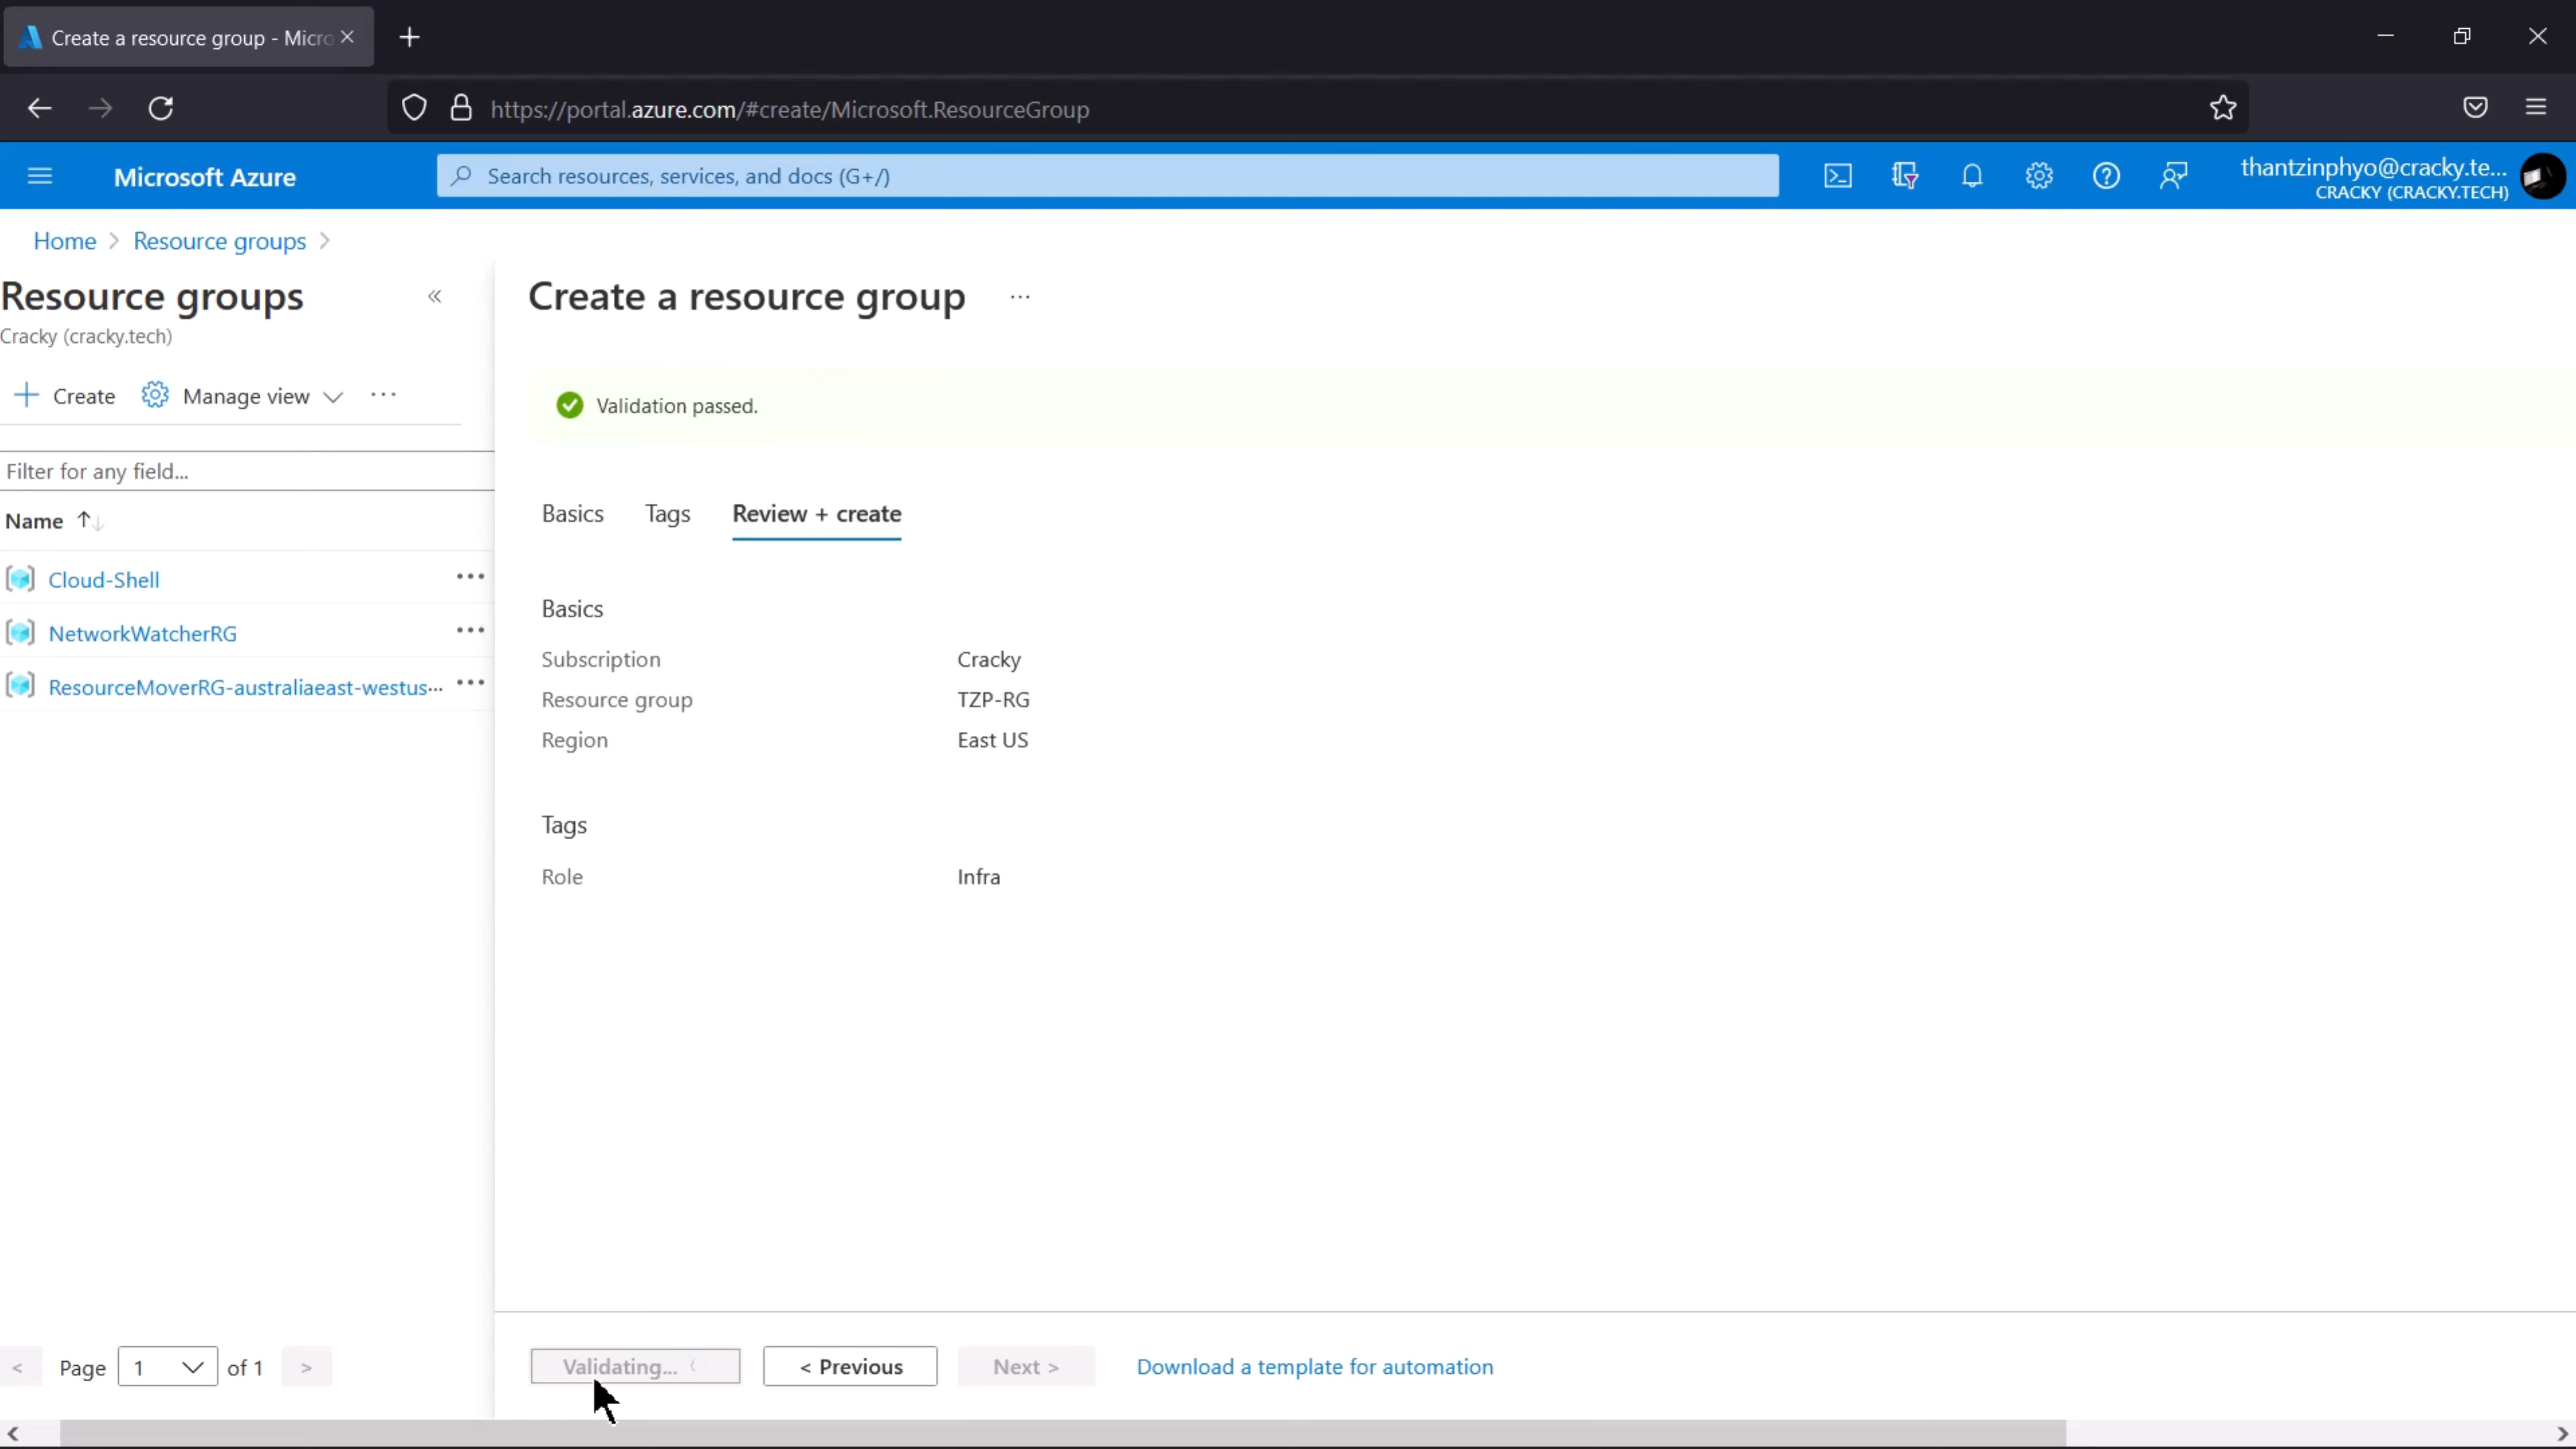 Create a resource group - Micro
https://portal.azure.com/#create/Microsoft.ResourceGroup
Microsoft Azure
Search resources, services, and docs (G+/)
thantzinphyo@cracky.te...
CRACKY (CRACKY.TECH)
Home > Resource groups >
Resource groups
Cracky (cracky.tech)
Create
Manage view
Filter for any field...
Name
Cloud-Shell
NetworkWatcherRG
ResourceMoverRG-australiaeast-westus...
< Page 1 of 1 >
Create a resource group ...
Validation passed.
Basics Tags Review + create
Basics
Subscription Cracky
Resource group TZP-RG
Region East US
Tags
Role Infra
Validating... < Previous Next > Download a template for automation